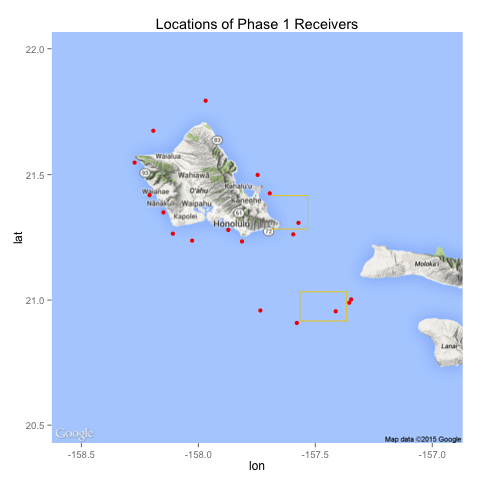 Locations of Phase 1 Receivers
22.0
21.5
21.0
20.5
lat
83
Waialua
93
Wahiawā
Kahalu'u
Waianae
O'ahu
Kaneohe
Nānākuli
Waipahu
Kapolei
61
Honolulu
72
Moloka'i
Lanai
Google
Map data ©2015 Google
-158.5
-158.0
-157.5
-157.0
lon